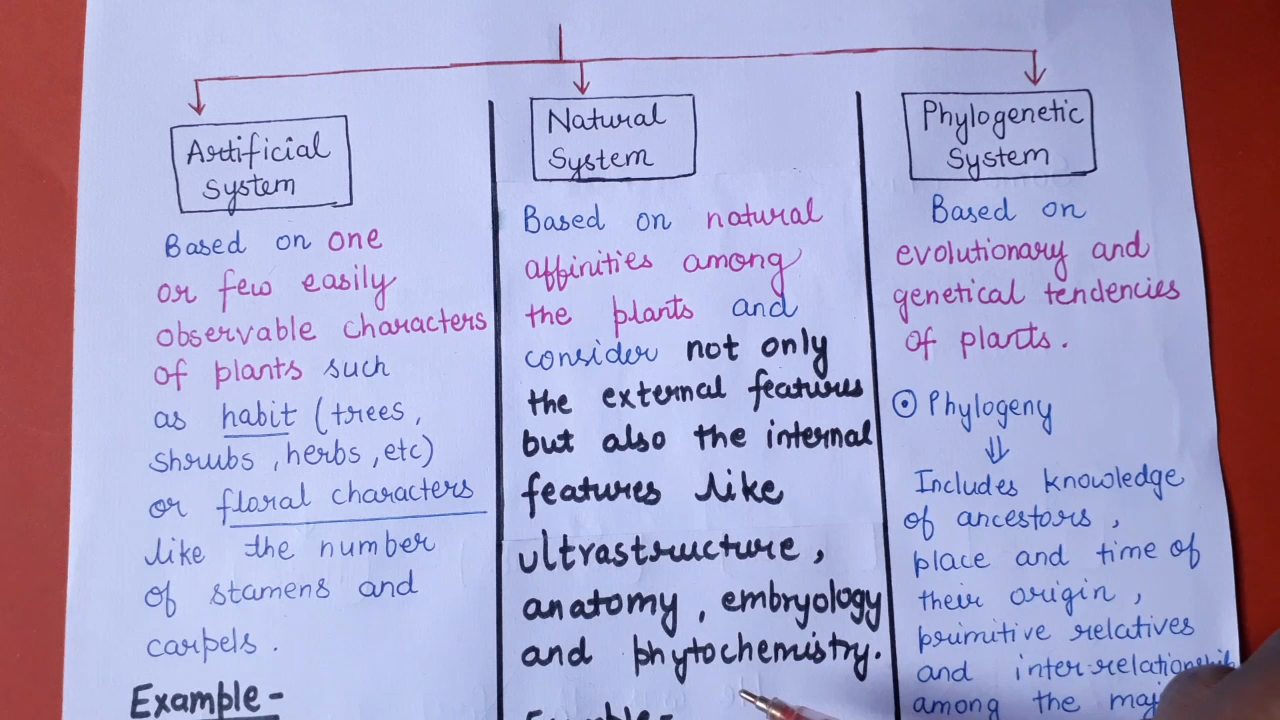 Artificial
System
Based on one
or few easily
observable characters
of plants such
as habit (trees,
shrubs, herbs, etc)
or floral characters
like the number
of stamens and
carpels.
Example-
Natural
System
Based on natural
affinities among
the plants and
consider not only
the external features
but also the internal
features like
ultrastructure,
anatomy, embryology
and phytochemistry.
Example-
Phylogenetic
System
Based on
evolutionary and
genetical tendencies
of plants.
Phylogeny
⇓
Includes knowledge
of ancestors,
place and time of
their origin,
primitive relatives
and
among the